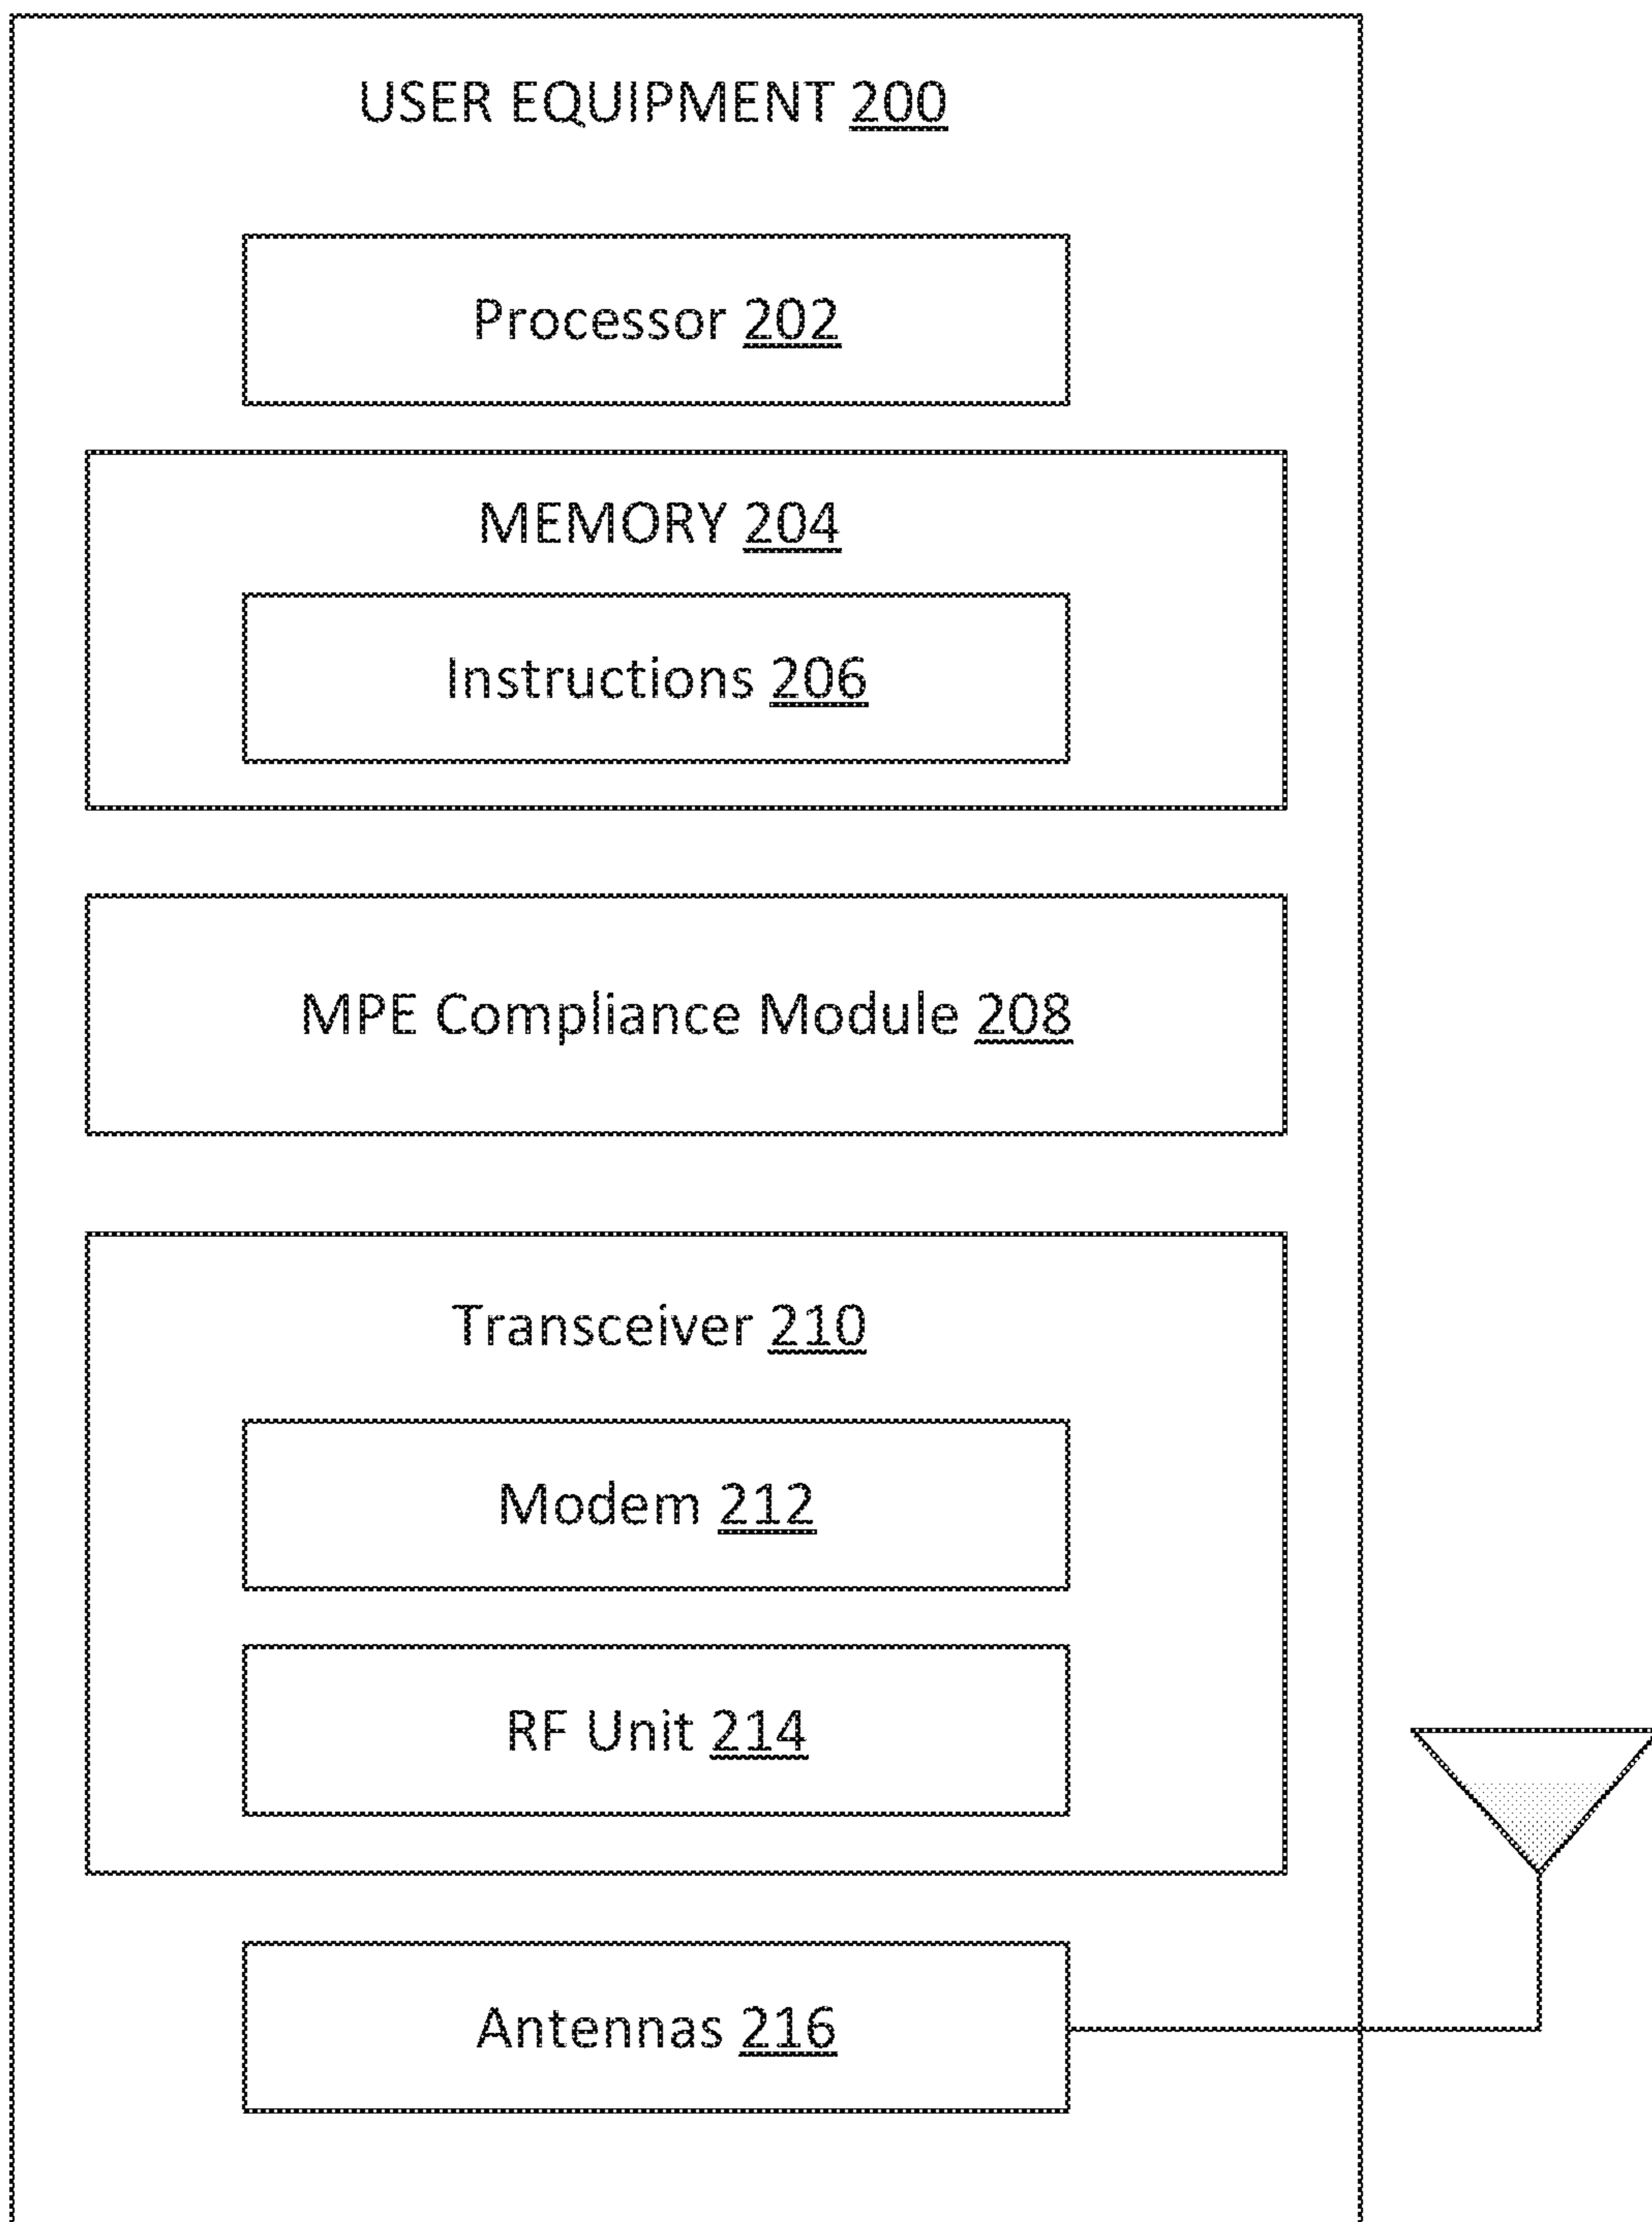 USER EQUIPMENT 200
Processor 202
MEMORY 204
Instructions 206
MPE Compliance Module 208
Transceiver 210
Modem 212
RF Unit 214
Antennas 216